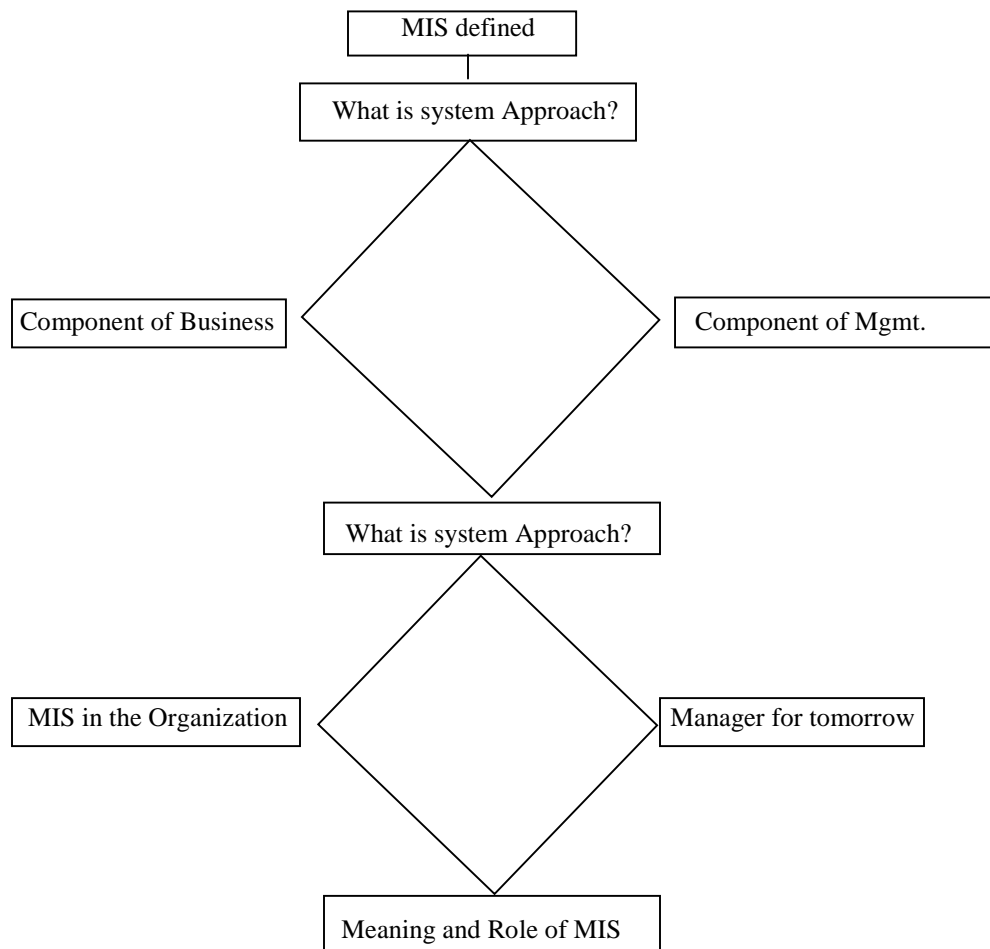 MIS defined
What is system Approach?
Component of Business
Component of Mgmt.
What is system Approach?
MIS in the Organization
Manager for tomorrow
Meaning and Role of MIS